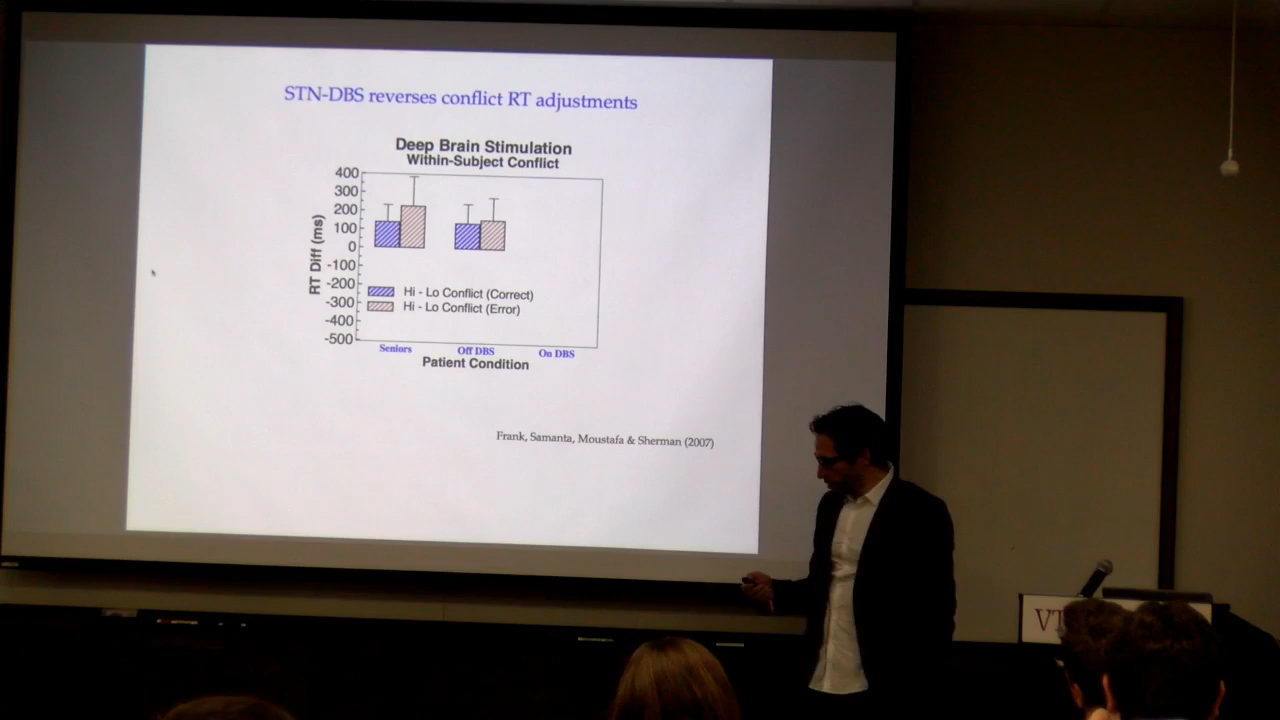 STN-DBS reverses conflict RT adjustments
Deep Brain Stimulation
Within-Subject Conflict
400
300
200
100
0
-100
-200
-300
-400
-500
RT Diff (ms)
Hi - Lo Conflict (Correct)
Hi - Lo Conflict (Error)
Seniors Off DBS On DBS
Patient Condition
Frank, Samanta, Moustafa & Sherman (2007)
VT